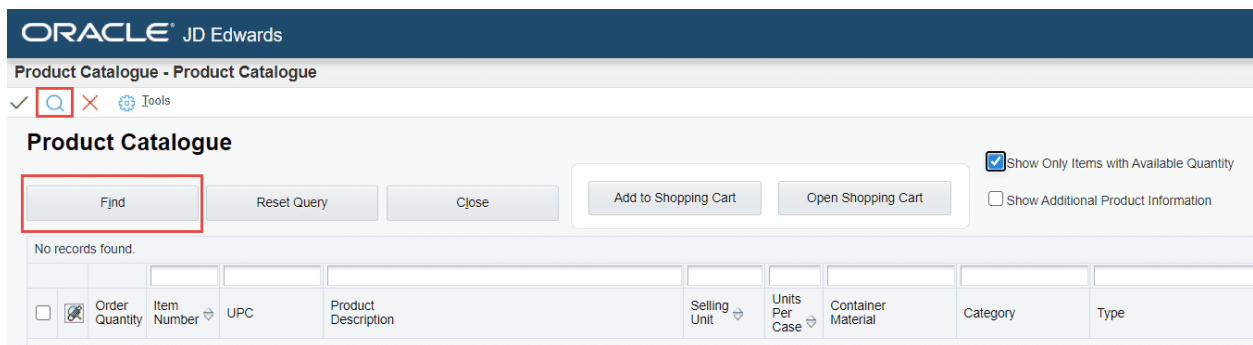 ORACLE® JD Edwards
Product Catalogue - Product Catalogue
Tools
Product Catalogue
Show Only Items with Available Quantity
Find Reset Query Close Add to Shopping Cart Open Shopping Cart
Show Additional Product Information
No records found.
Order Quantity Item Number UPC Product Description Selling Unit Units Per Case Container Material Category Type